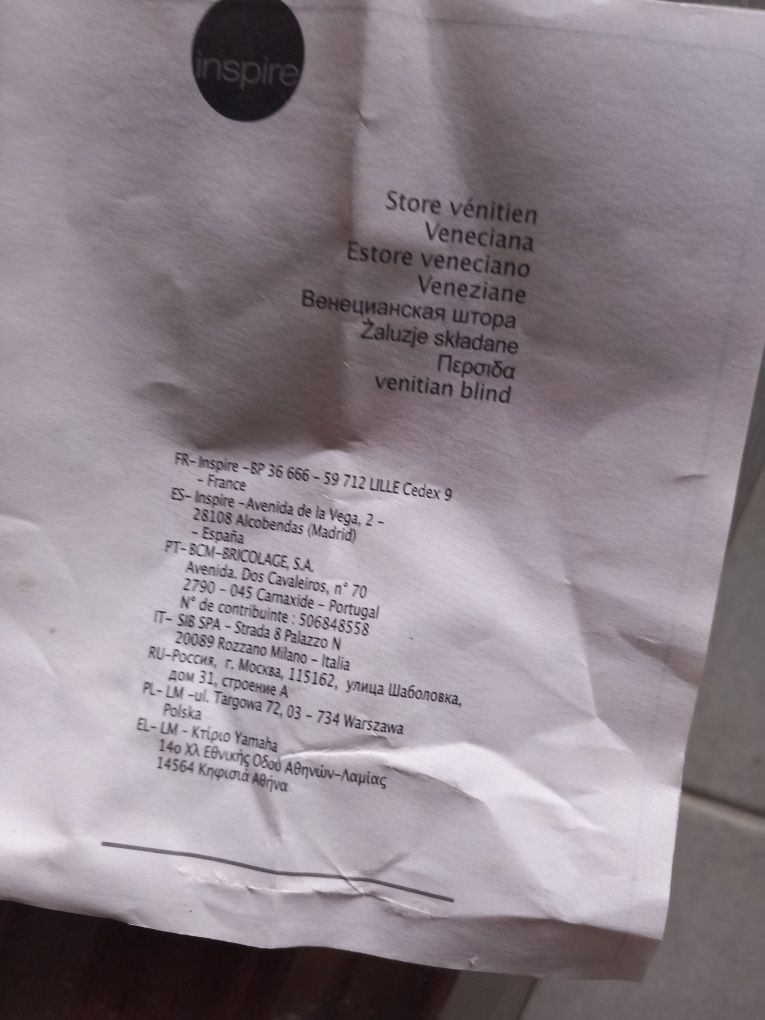 inspire
Store vénitien
Veneciana
Estore veneciano
Veneziane
Венецианская штора
Żaluzje składane
Περσιδα
venitian blind
FR- Inspire -BP 36 666 - 59 712 LILLE Cedex 9
- France
ES- Inspire -Avenida de la Vega, 2 -
28108 Alcobendas (Madrid)
- España
PT- BCM-BRICOLAGE, S.A.
Avenida. Dos Cavaleiros, n° 70
2790 - 045 Carnaxide - Portugal
N° de contribuinte : 506848558
IT- SIB SPA - Strada 8 Palazzo N
20089 Rozzano Milano - Italia
RU-Россия, г. Москва, 115162, улица Шаболовка,
дом 31, строение А
PL- LM -ul. Targowa 72, 03 - 734 Warszawa
Polska
EL- LM - Κτίριο Yamaha
14ο Χλ Εθνικής Οδού Αθηνών-Λαμίας
14564 Κηφισιά Αθήνα